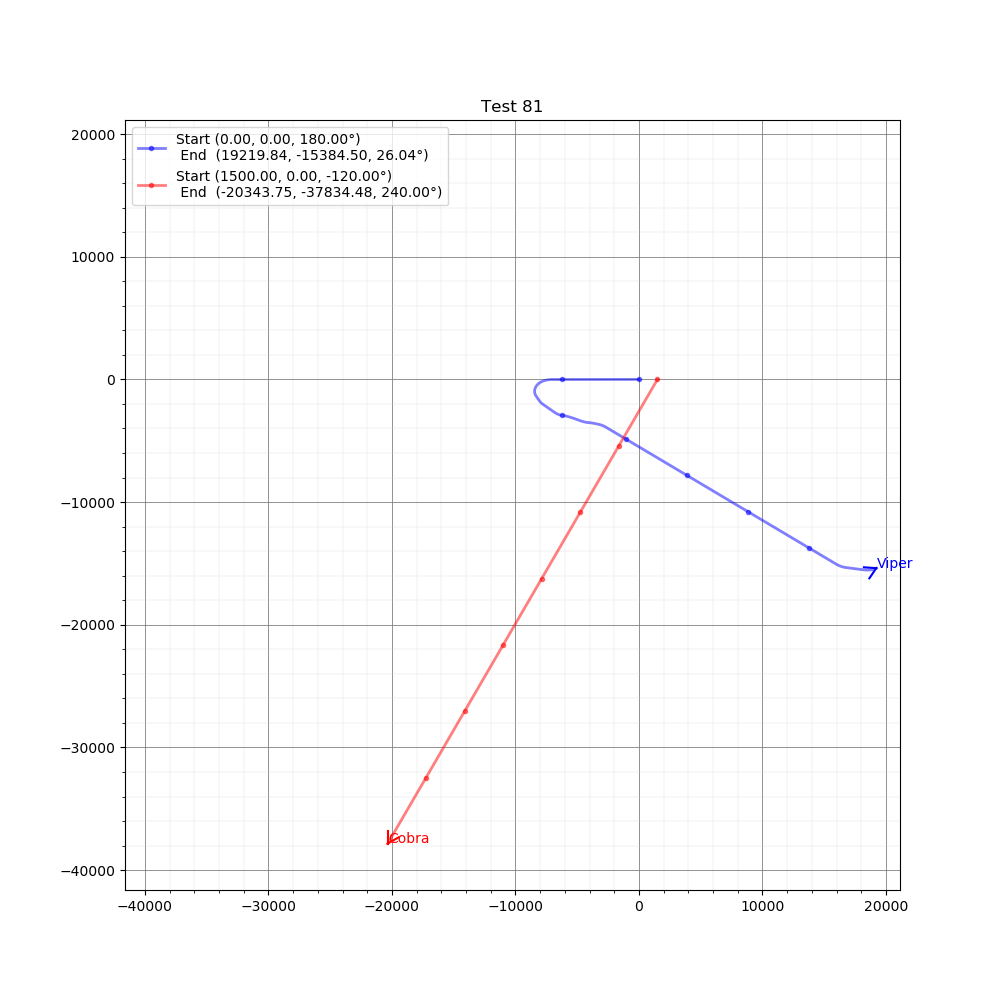 Test 81
Start (0.00, 0.00, 180.00°)
End (19219.84, -15384.50, 26.04°)
Start (1500.00, 0.00, -120.00°)
End (-20343.75, -37834.48, 240.00°)
20000
10000
0
−10000
−20000
−30000
−40000
Viper
Cobra
−40000 −30000 −20000 −10000 0 10000 20000